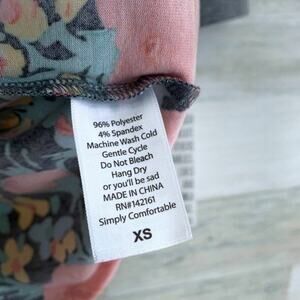 96% Polyester
4% Spandex
Machine Wash Cold
Gentle Cycle
Do Not Bleach
Hang Dry
or you'll be sad
MADE IN CHINA
RN#142161
Simply Comfortable
XS